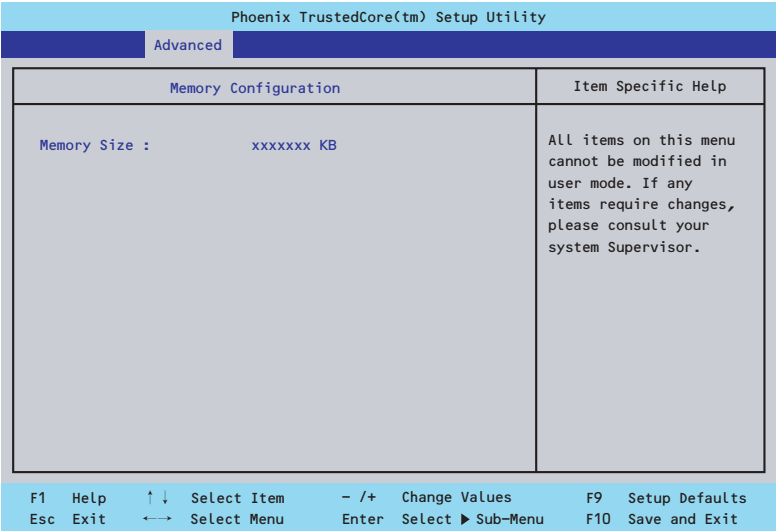 Phoenix TrustedCore(tm) Setup Utility
Advanced
Memory Configuration
Item Specific Help
Memory Size : xxxxxxx KB
All items on this menu
cannot be modified in
user mode. If any
items require changes,
please consult your
system Supervisor.
F1 Help ↑↓ Select Item − /+ Change Values F9 Setup Defaults
Esc Exit ←→ Select Menu Enter Select ▶ Sub−Menu F10 Save and Exit